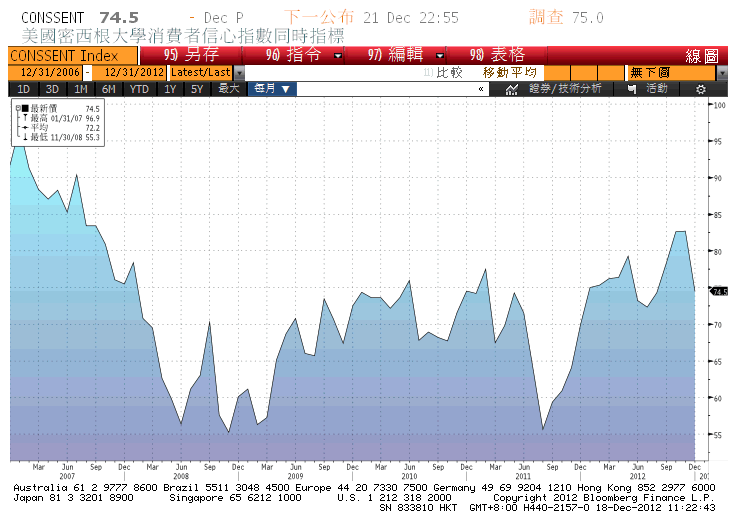 CONSSENT 74.5 - Dec P 下一公布 21 Dec 22:55 調查 75.0
美國密西根大學消費者信心指數同時指標
CONSSENT Index 95) 另存 96) 指令 97) 編輯 98) 表格 線圖
12/31/2006 - 12/31/2012 Latest/Last 比較 移動平均 無下圖
1D 3D 1M 6M YTD 1Y 5Y 最大 每月 ▼ « 證券/技術分析 活動
最新價 74.5
最高 01/31/07 96.9
平均 72.2
最低 11/30/08 55.3
100
95
90
85
80
74.5
70
65
60
55
Mar Jun Sep Dec Mar Jun Sep Dec Mar Jun Sep Dec Mar Jun Sep Dec Mar Jun Sep Dec Mar Jun Sep Dec
2007 2008 2009 2010 2011 2012
Australia 61 2 9777 8600 Brazil 5511 3048 4500 Europe 44 20 7330 7500 Germany 49 69 9204 1210 Hong Kong 852 2977 6000
Japan 81 3 3201 8900 Singapore 65 6212 1000 U.S. 1 212 318 2000 Copyright 2012 Bloomberg Finance L.P.
SN 833810 HKT GMT+8:00 H440-2157-0 18-Dec-2012 11:22:43